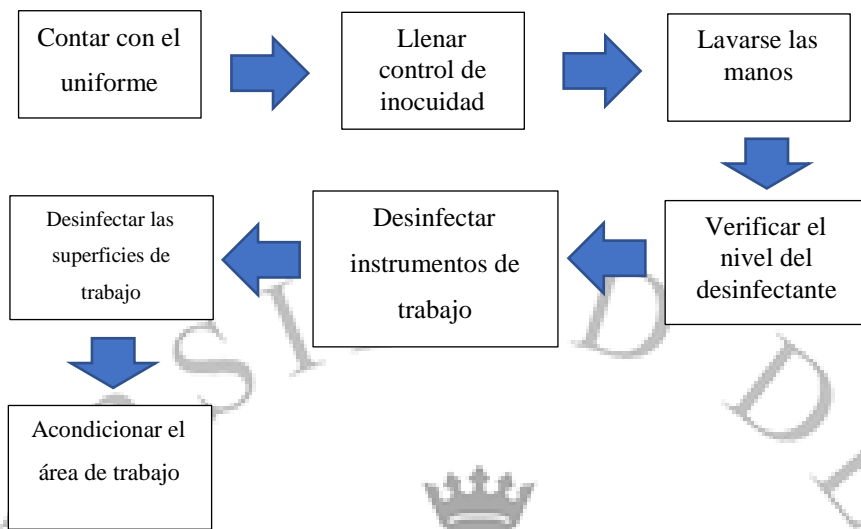 Contar con el
uniforme
Llenar
control de
inocuidad
Lavarse las
manos
Verificar el
nivel del
desinfectante
Desinfectar
instrumentos de
trabajo
Desinfectar las
superficies de
trabajo
Acondicionar el
área de trabajo